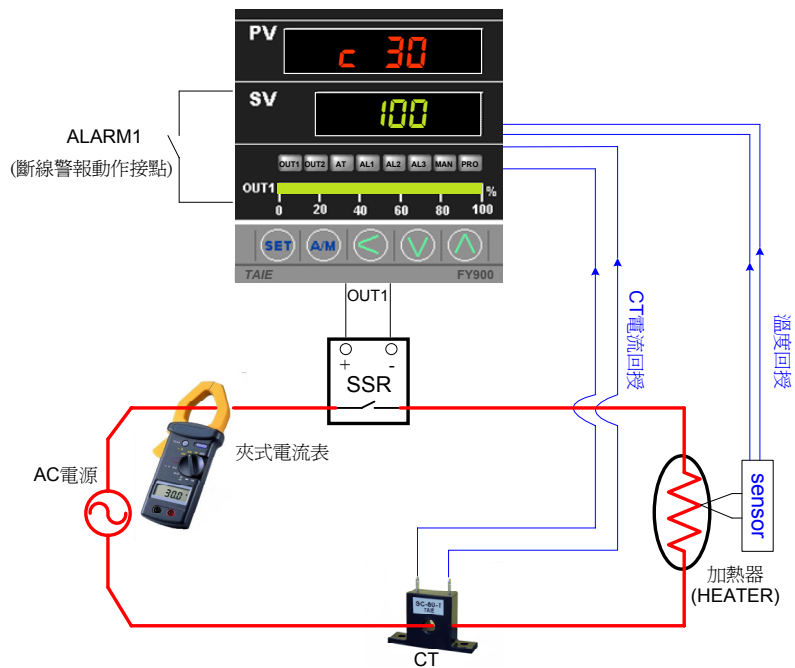 PV
c 30
SV
100
ALARM1
(斷線警報動作接點)
OUT1 OUT2 AT AL1 AL2 AL3 MAN PRO
OUT1
%
0 20 40 60 80 100
SET A/M
TAIE FY900
OUT1
+ -
SSR
CT電流回授
溫度回授
夾式電流表
30.0
AC電源
sensor
加熱器
(HEATER)
SC-80-T
TAIE
CT